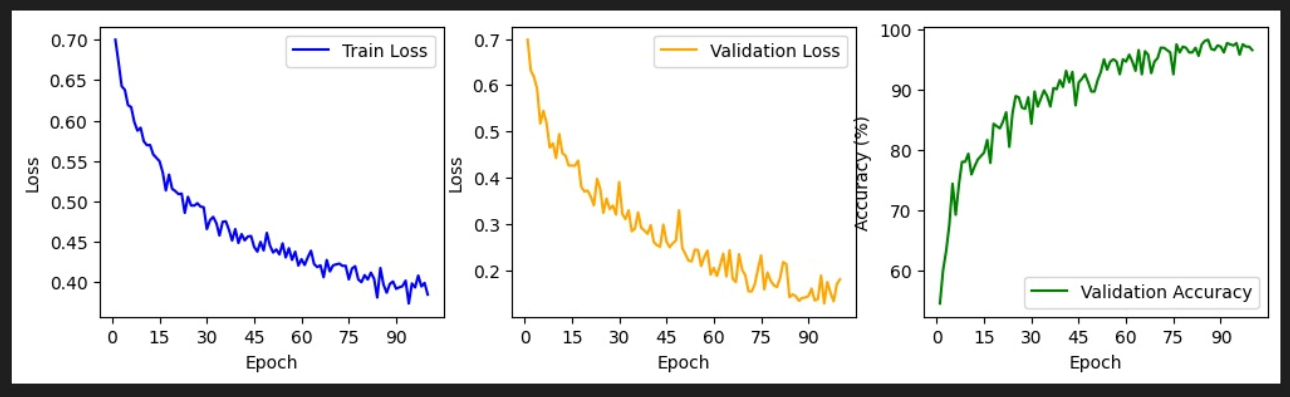 Train Loss
0.70
0.65
0.60
0.55
0.50
0.45
0.40
Loss
0 15 30 45 60 75 90
Epoch
Validation Loss
0.7
0.6
0.5
0.4
0.3
0.2
Loss
0 15 30 45 60 75 90
Epoch
100
90
80
70
60
Accuracy (%)
Validation Accuracy
0 15 30 45 60 75 90
Epoch